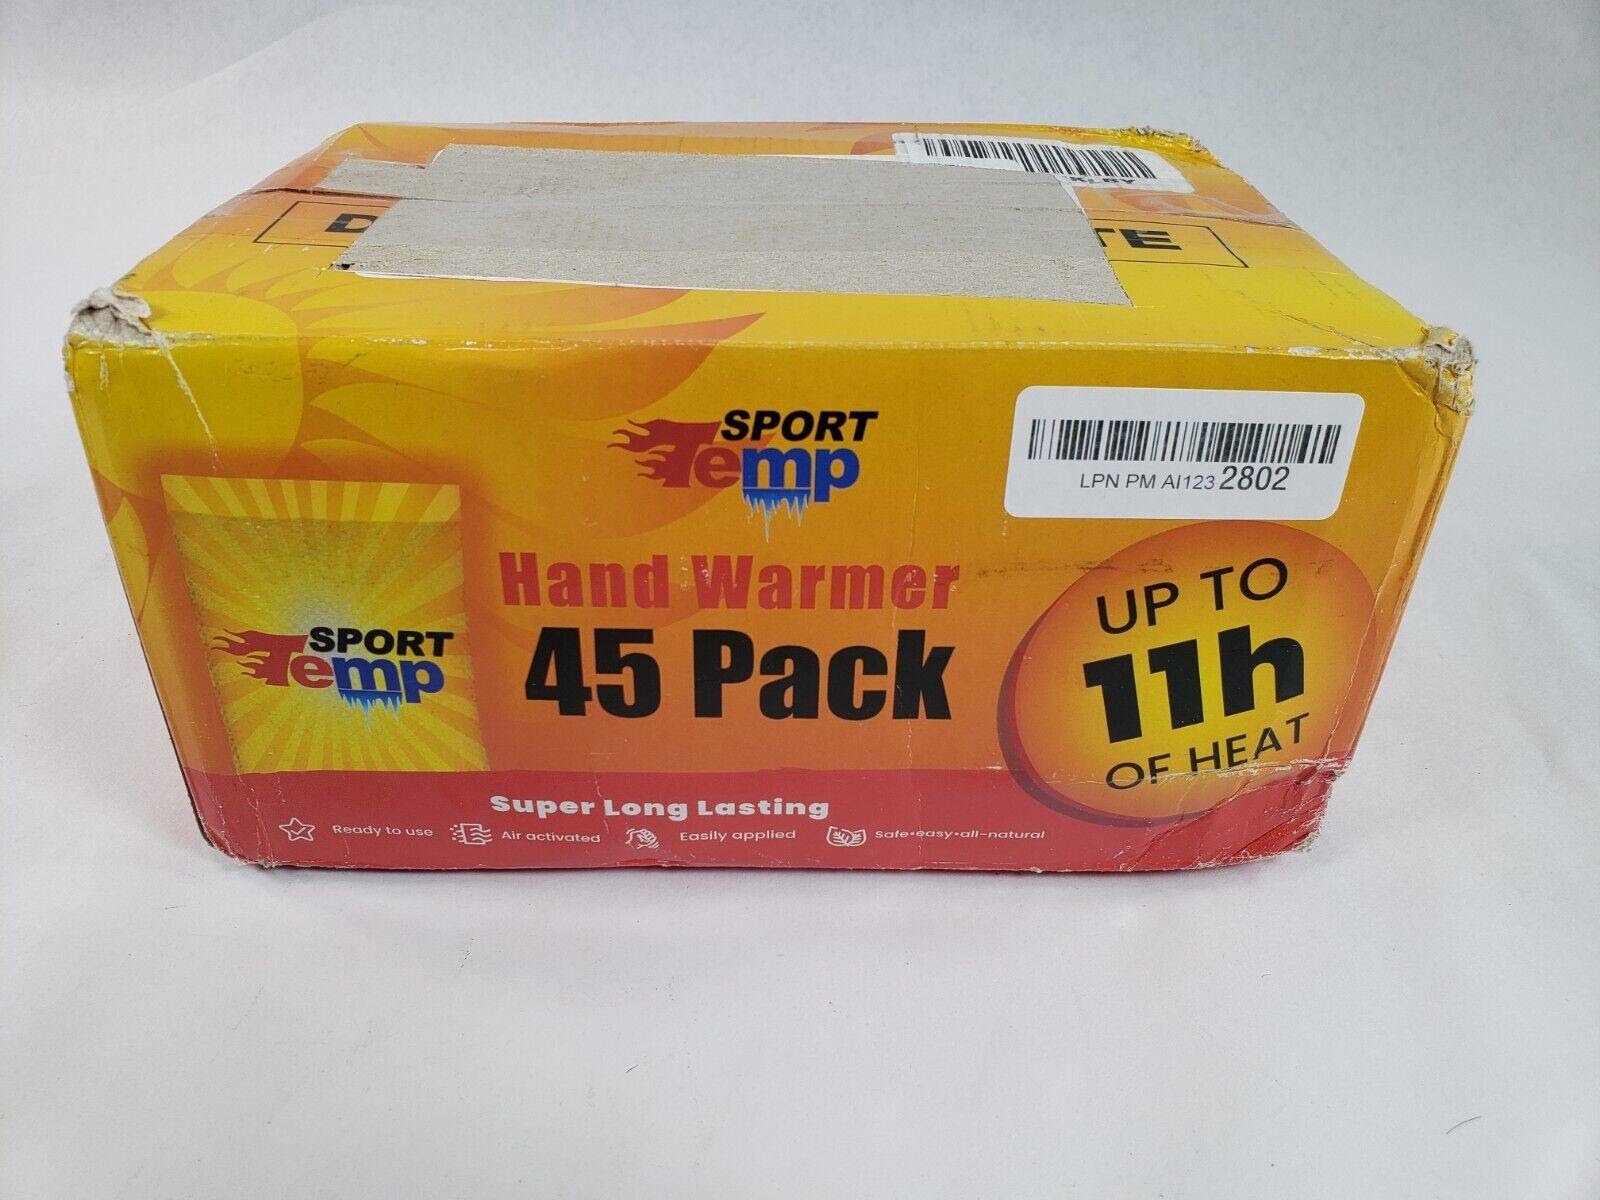 SPORT
Temp
LPN PM AI123 2802
Hand Warmer
45 Pack
UP TO
11h
OF HEAT
SPORT
Temp
Super Long Lasting
Ready to use
Air activated
Easily applied
Safe•easy•all-natural